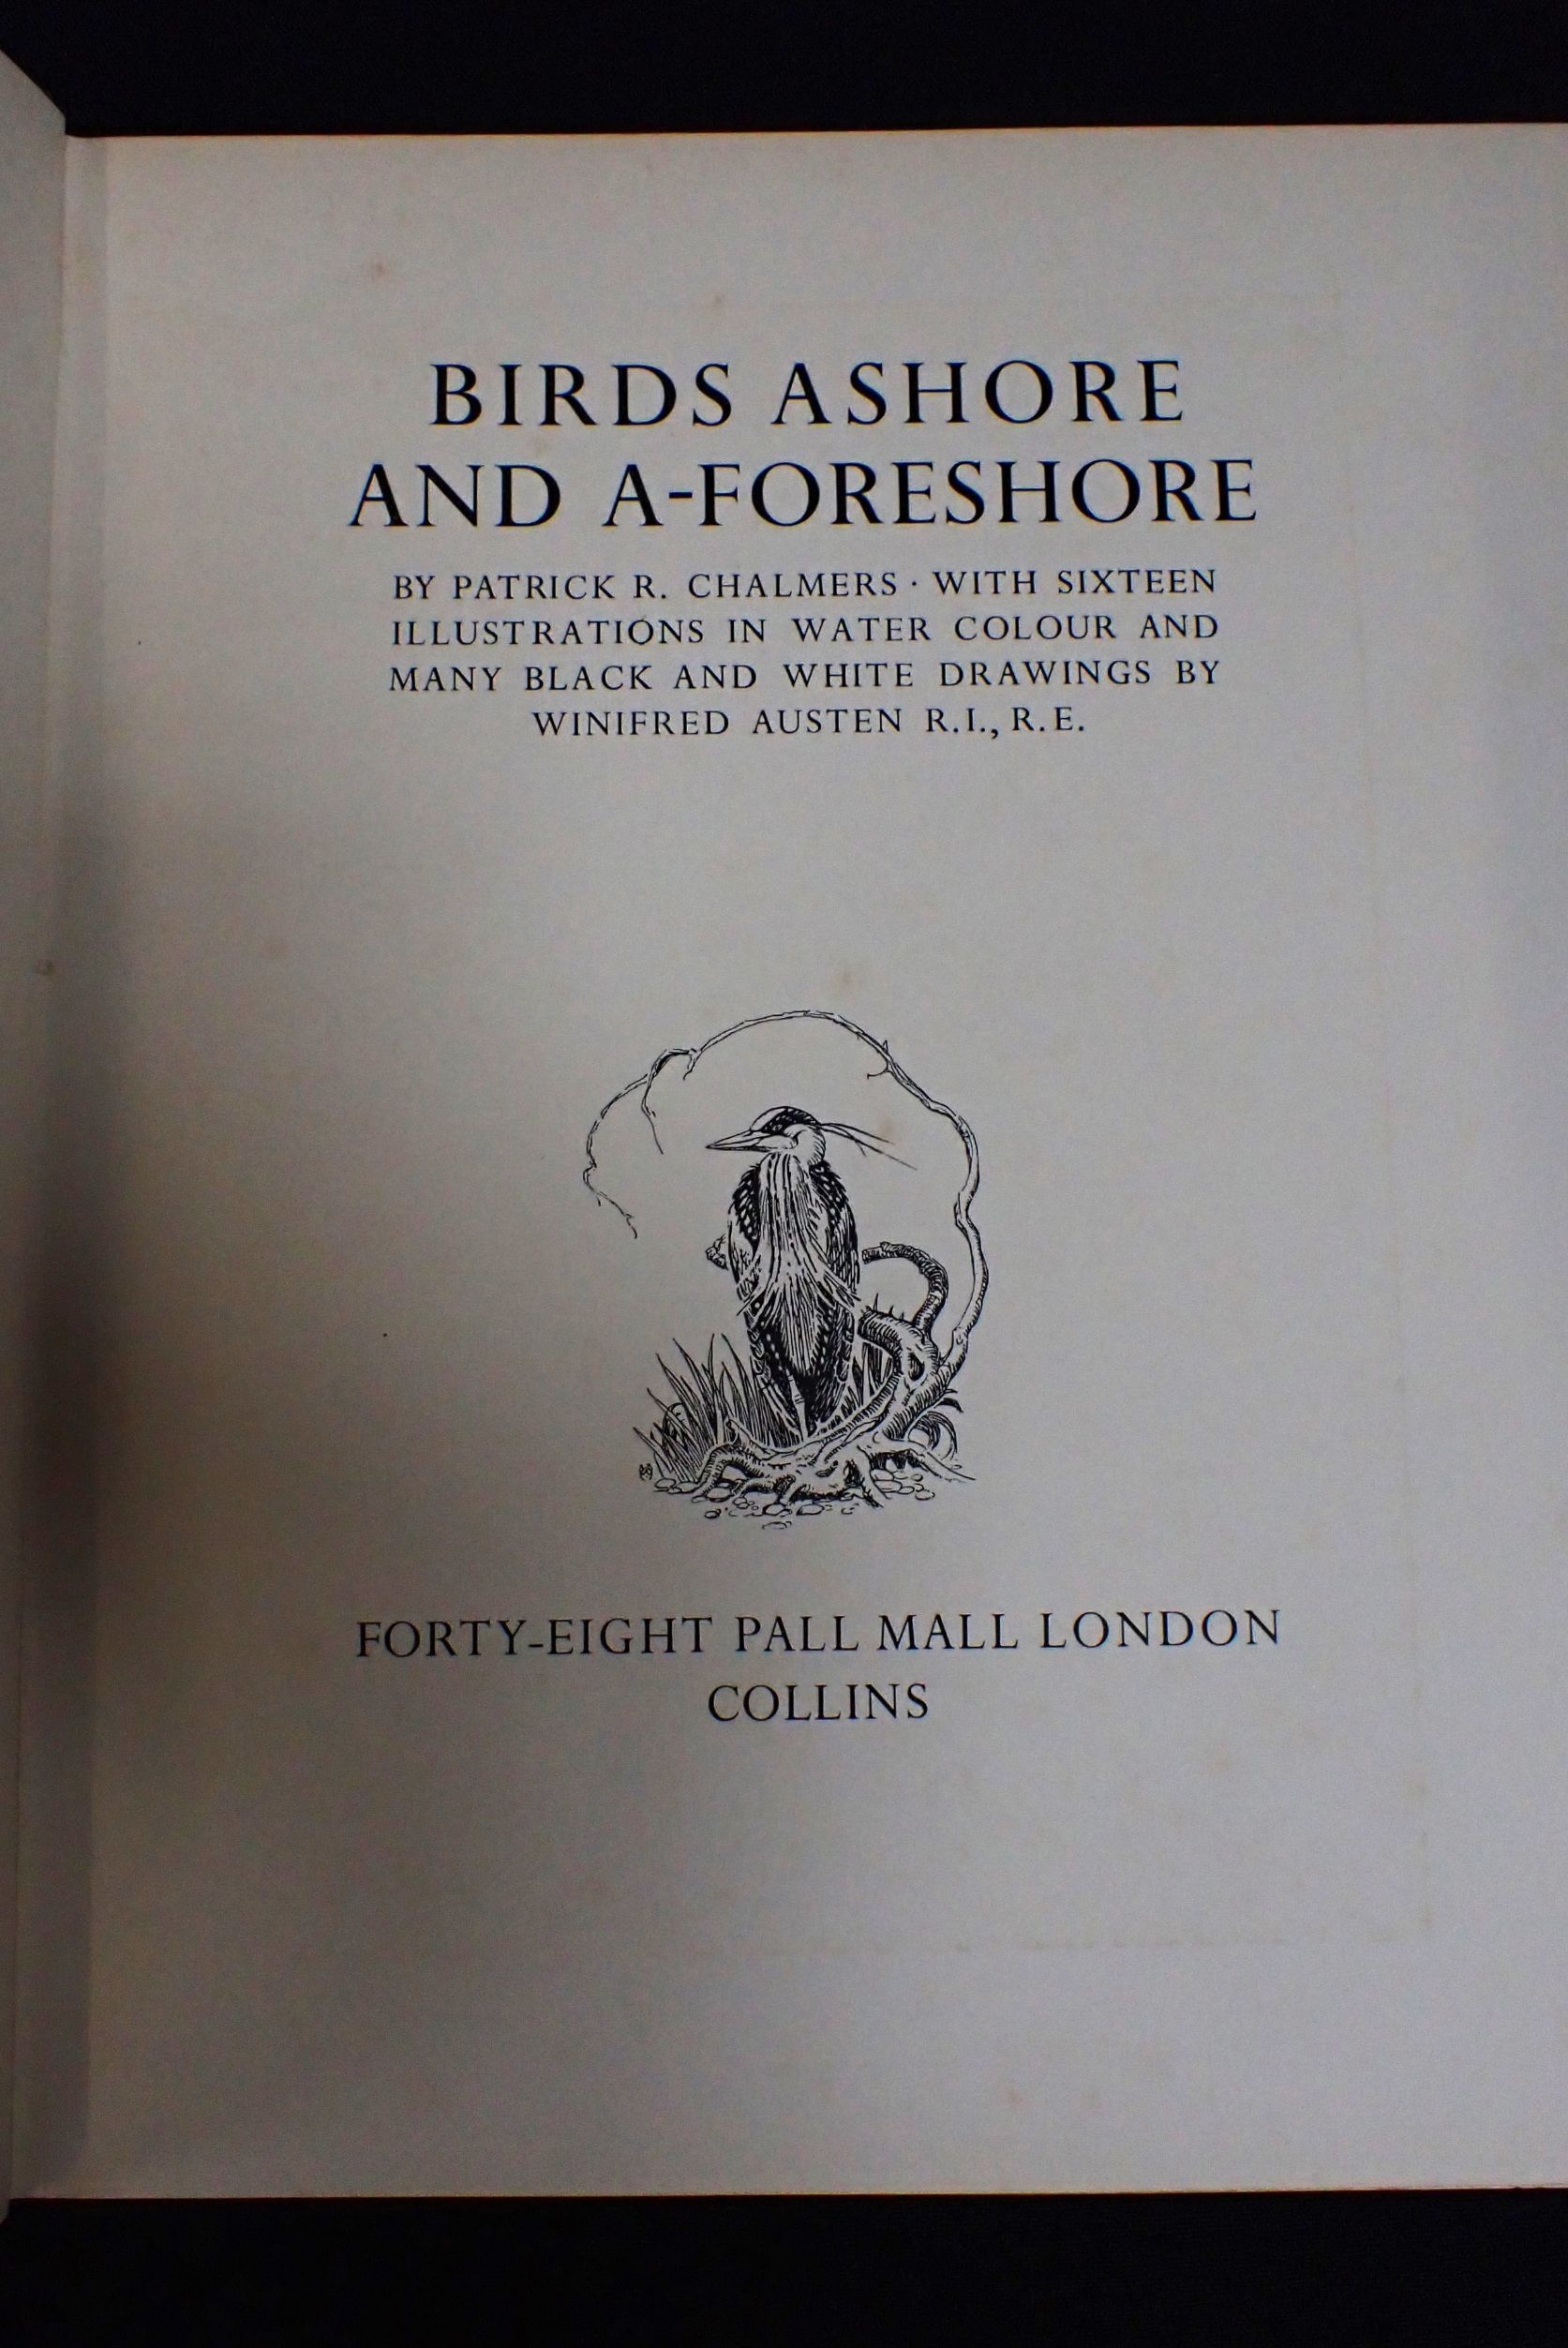 BIRDS ASHORE
AND A-FORESHORE
BY PATRICK R. CHALMERS · WITH SIXTEEN
ILLUSTRATIONS IN WATER COLOUR AND
MANY BLACK AND WHITE DRAWINGS BY
WINIFRED AUSTEN R.I., R.E.
FORTY-EIGHT PALL MALL LONDON
COLLINS